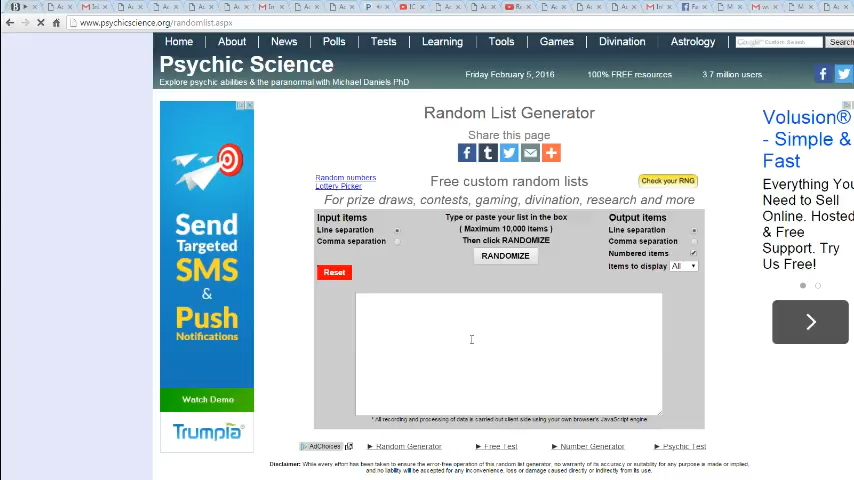 www.psychicscience.org/randomlist.aspx
Home
About
News
Polls
Tests
Learning
Tools
Games
Divination
Astrology
Google Custom Search
Search
Psychic Science
Explore psychic abilities & the paranormal with Michael Daniels PhD
Friday February 5, 2016
100% FREE resources
3.7 million users
Random List Generator
Share this page
Random numbers
Lottery Picker
Free custom random lists
Check your RNG
For prize draws, contests, gaming, divination, research and more
Input items
Line separation
Comma separation
Reset
Type or paste your list in the box
( Maximum 10,000 items )
Then click RANDOMIZE
RANDOMIZE
Output items
Line separation
Comma separation
Numbered items
Items to display
All
* All recording and processing of data is carried out client side using your own browser's JavaScript engine
AdChoices
Random Generator
Free Test
Number Generator
Psychic Test
Disclaimer: While every effort has been taken to ensure the error-free operation of this random list generator, no warranty of its accuracy or suitability for any purpose is made or implied,
and no liability will be accepted for any inconvenience, loss or damage caused directly or indirectly from its use.
Send
Targeted
SMS
&
Push
Notifications
Watch Demo
Trumpia
Volusion®
- Simple &
Fast
Everything You
Need to Sell
Online. Hosted
& Free
Support. Try
Us Free!